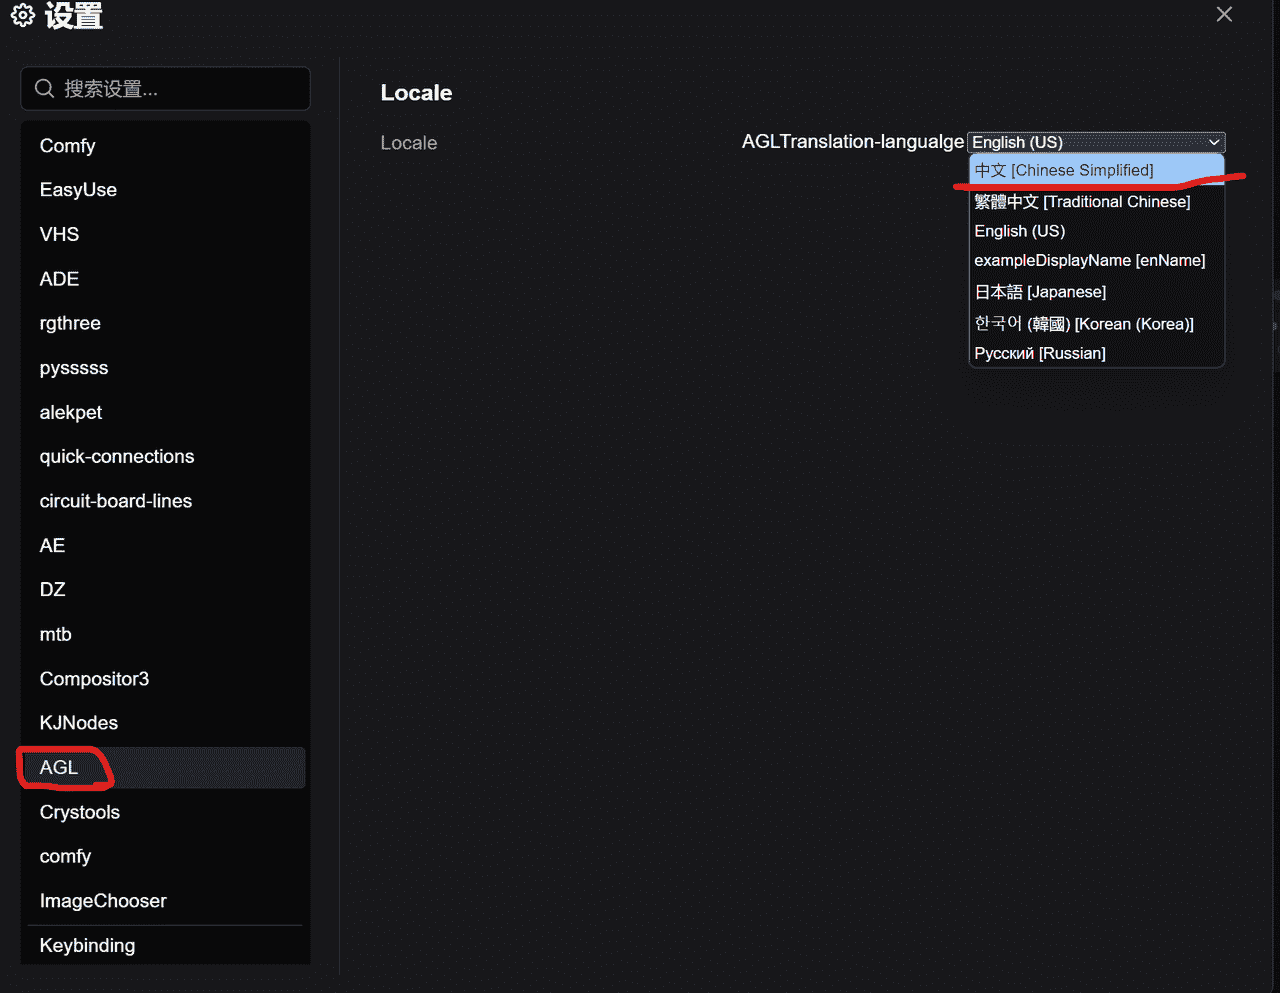 设置
搜索设置...
Comfy
EasyUse
VHS
ADE
rgthree
pysssss
alekpet
quick-connections
circuit-board-lines
AE
DZ
mtb
Compositor3
KJNodes
AGL
Crystools
comfy
ImageChooser
Keybinding
Locale
Locale AGLTranslation-langualge English (US)
中文 [Chinese Simplified]
繁體中文 [Traditional Chinese]
English (US)
exampleDisplayName [enName]
日本語 [Japanese]
한국어 (韓國) [Korean (Korea)]
Русский [Russian]